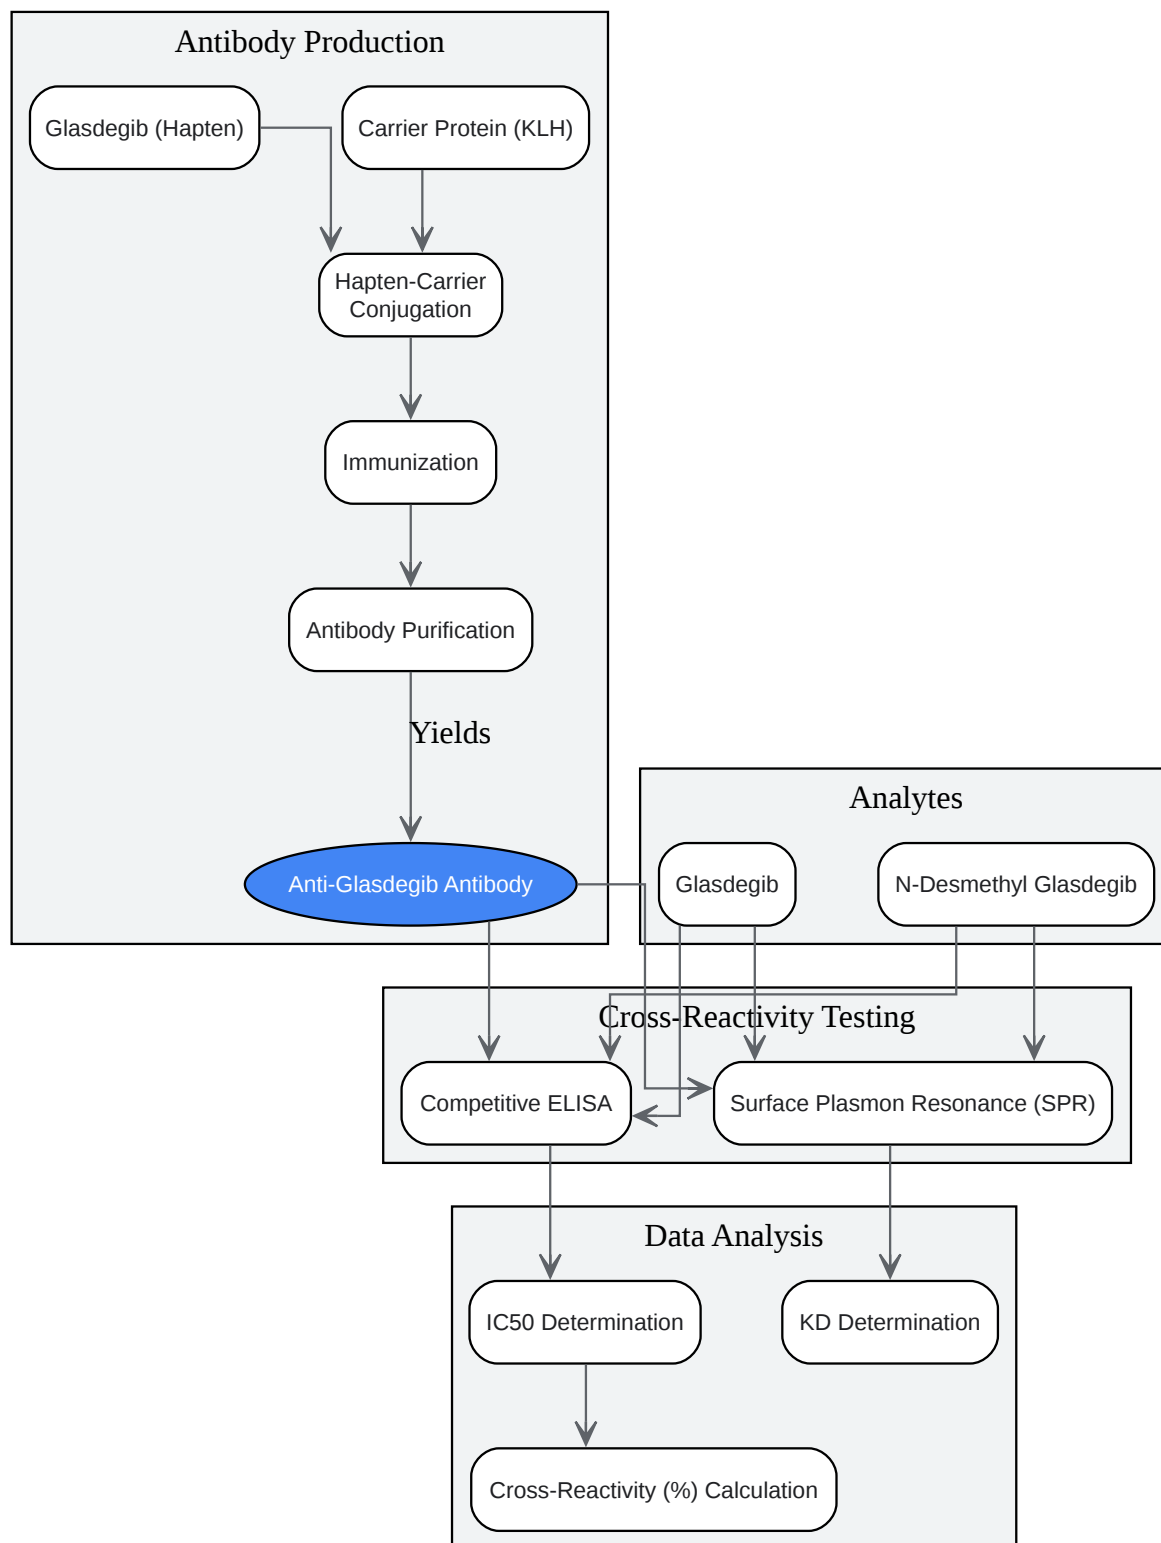 Antibody Production
Glasdegib (Hapten)
Carrier Protein (KLH)
Hapten-Carrier
Conjugation
Immunization
Antibody Purification
Yields
Anti-Glasdegib Antibody
Analytes
Glasdegib
N-Desmethyl Glasdegib
Cross-Reactivity Testing
Competitive ELISA
Surface Plasmon Resonance (SPR)
Data Analysis
IC50 Determination
KD Determination
Cross-Reactivity (%) Calculation